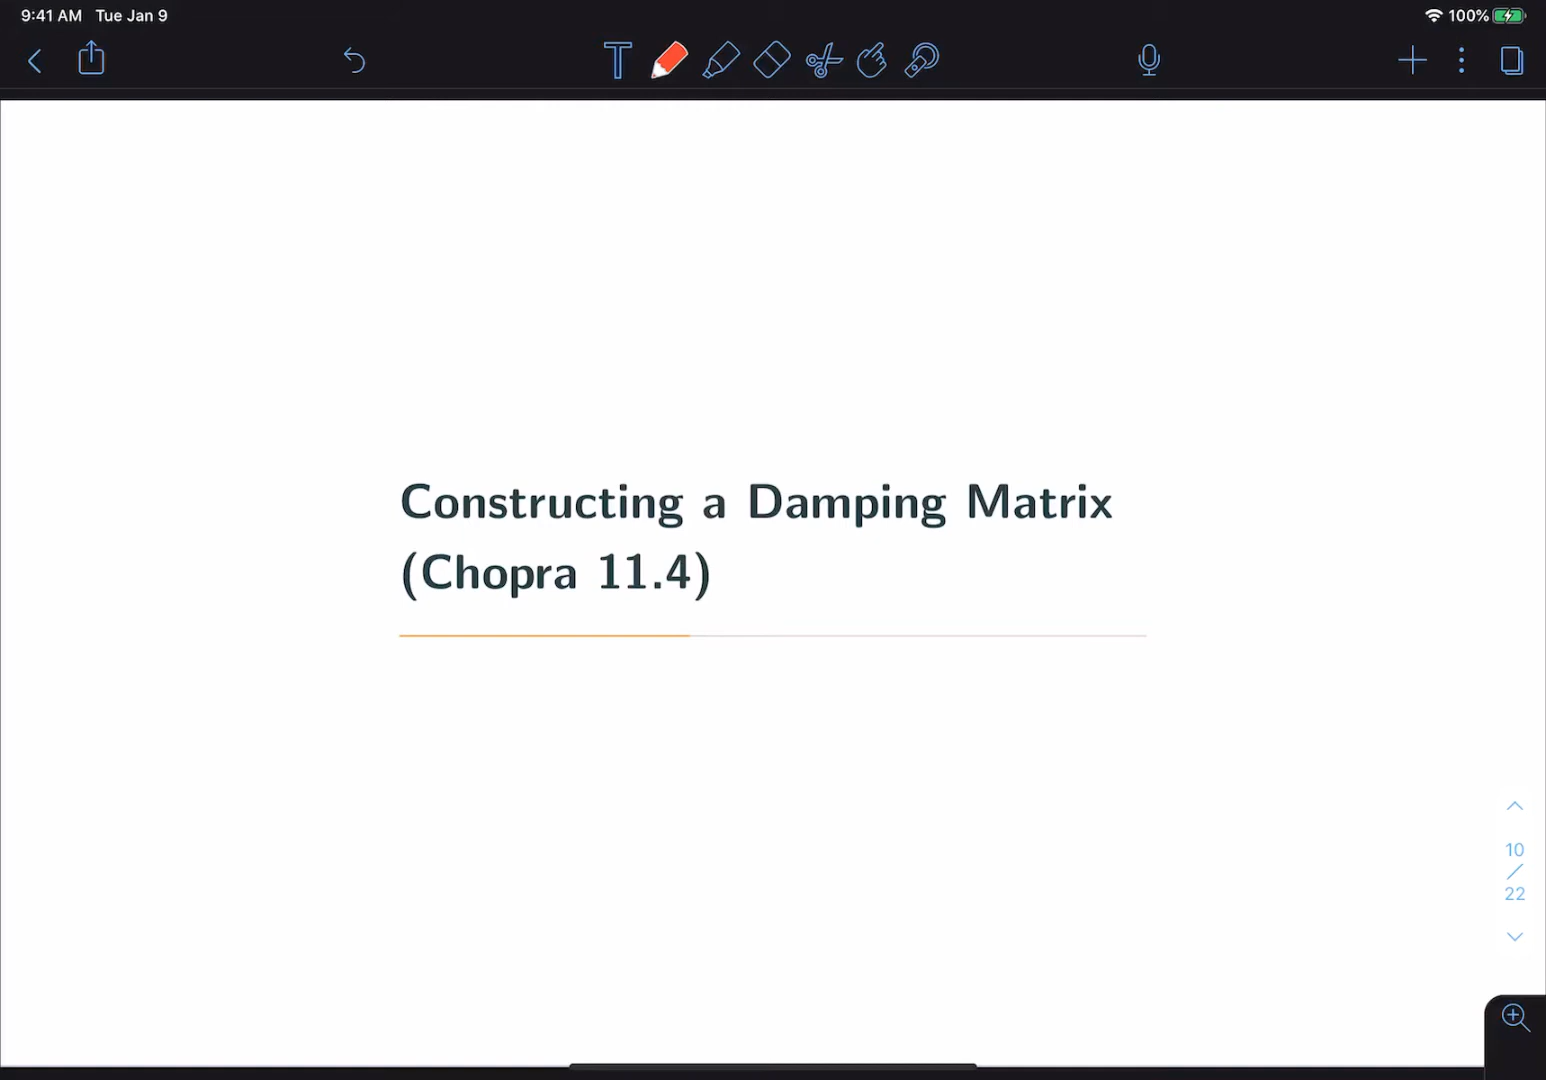 9:41 AM Tue Jan 9
100%
Constructing a Damping Matrix
(Chopra 11.4)
10
/
22